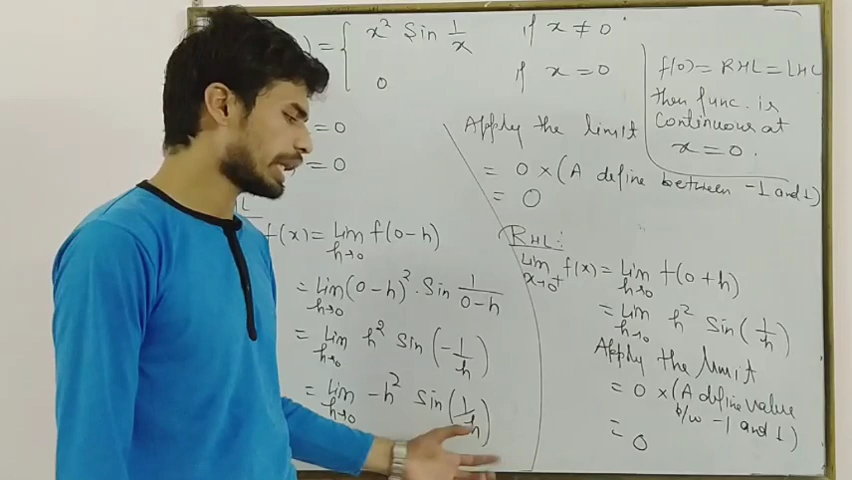 ) = { x² Sin 1/x if x ≠ 0
0 if x = 0
= 0
= 0
f(x) = lim h→0 f(0-h)
= lim h→0 (0-h)². Sin 1/(0-h)
= lim h→0 h² Sin (-1/h)
= lim h→0 -h² Sin (1/h)
f(0) = RHL = LHL
then func. is
Continuous at
x = 0.
Apply the limit
= 0 × (A define between -1 and 1)
= 0
RHL:
Lim x→0⁺ f(x) = Lim h→0 f(0+h)
= Lim h→0 h² Sin (1/h)
Apply the limit
= 0 × (A define value
b/w -1 and 1)
= 0